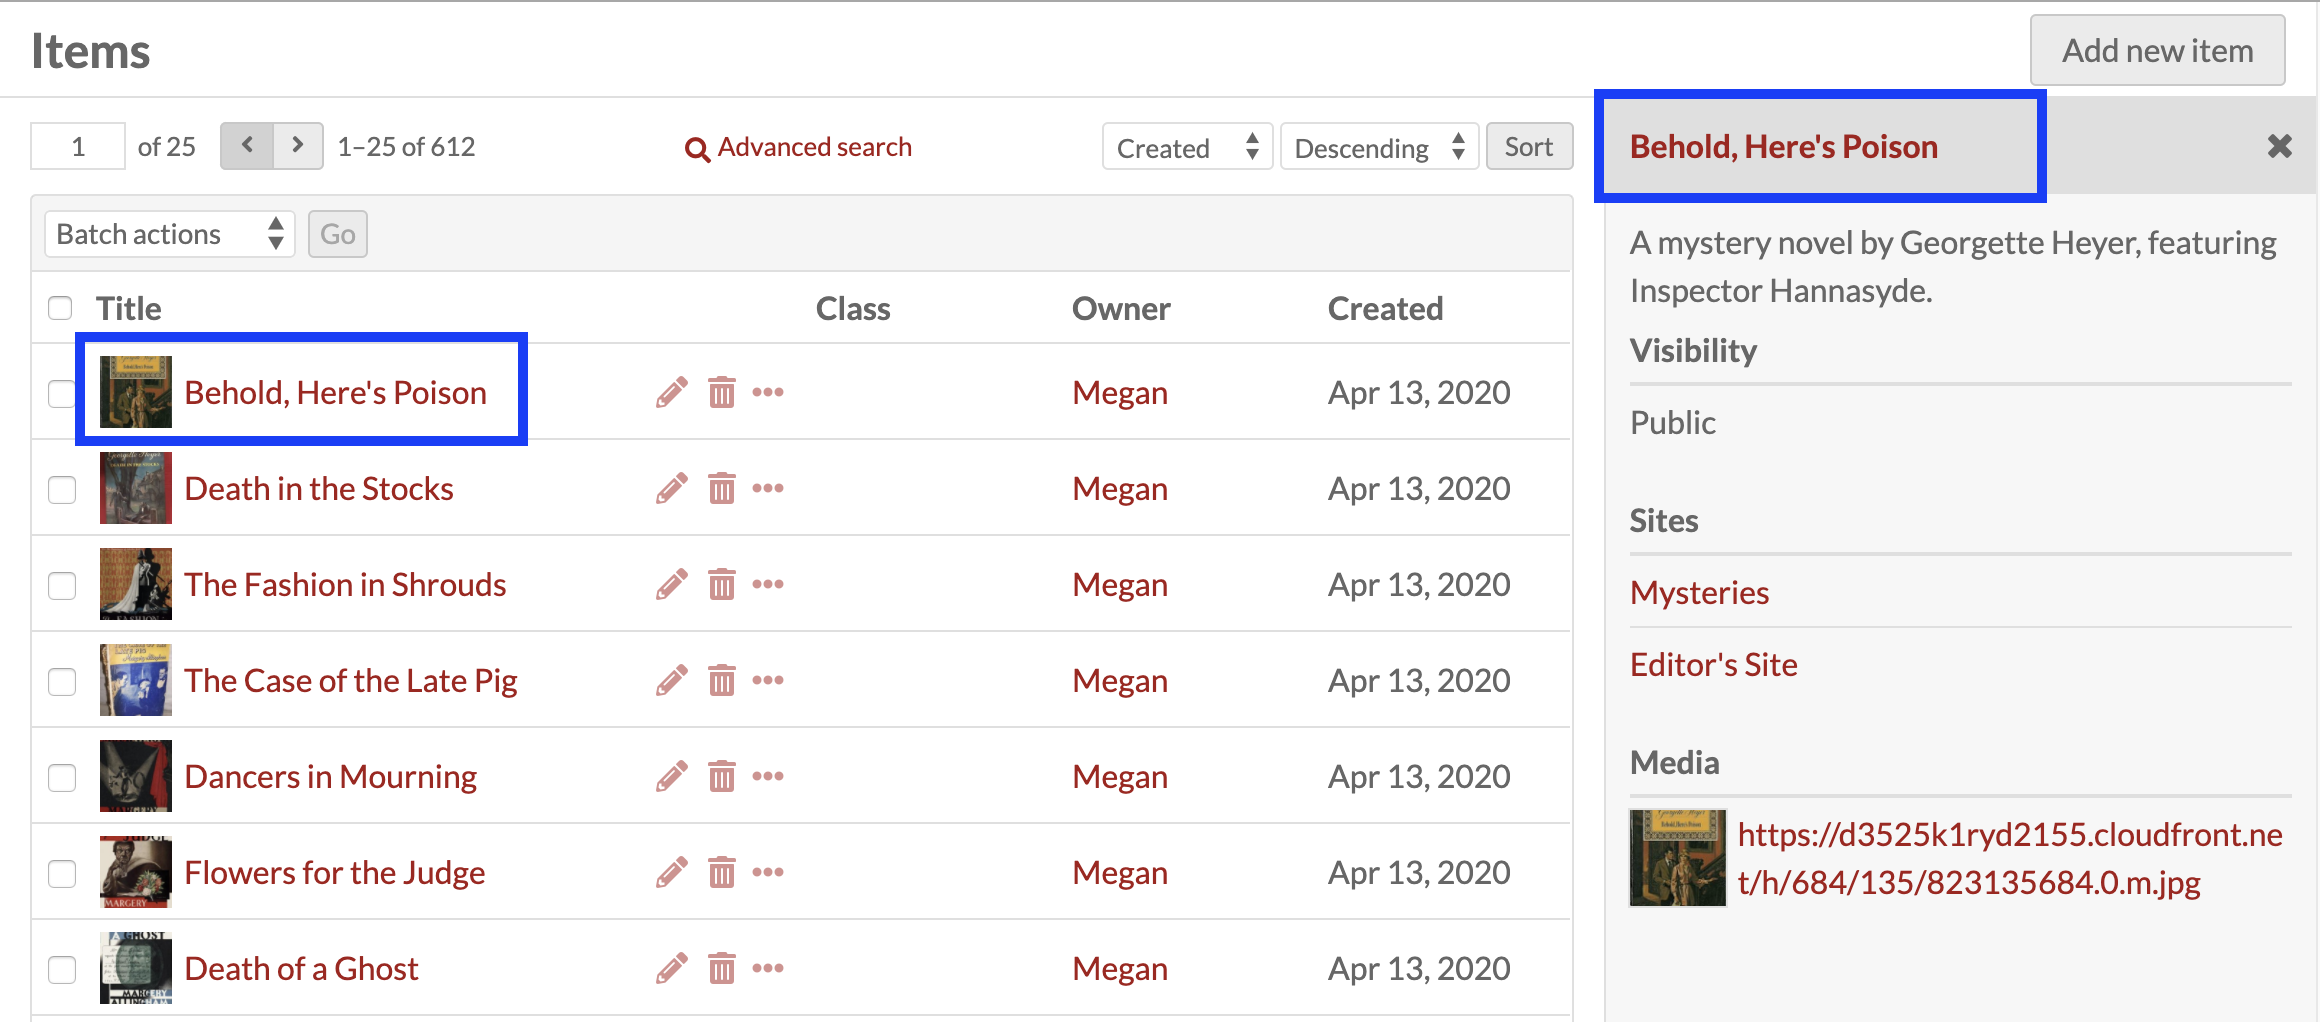 Items
Add new item
1 of 25 1–25 of 612 Advanced search Created Descending Sort
Batch actions Go
Title Class Owner Created
Behold, Here's Poison Megan Apr 13, 2020
Death in the Stocks Megan Apr 13, 2020
The Fashion in Shrouds Megan Apr 13, 2020
The Case of the Late Pig Megan Apr 13, 2020
Dancers in Mourning Megan Apr 13, 2020
Flowers for the Judge Megan Apr 13, 2020
MARGERY
Death of a Ghost Megan Apr 13, 2020
Behold, Here's Poison
A mystery novel by Georgette Heyer, featuring
Inspector Hannasyde.
Visibility
Public
Sites
Mysteries
Editor's Site
Media
https://d3525k1ryd2155.cloudfront.ne
t/h/684/135/823135684.0.m.jpg